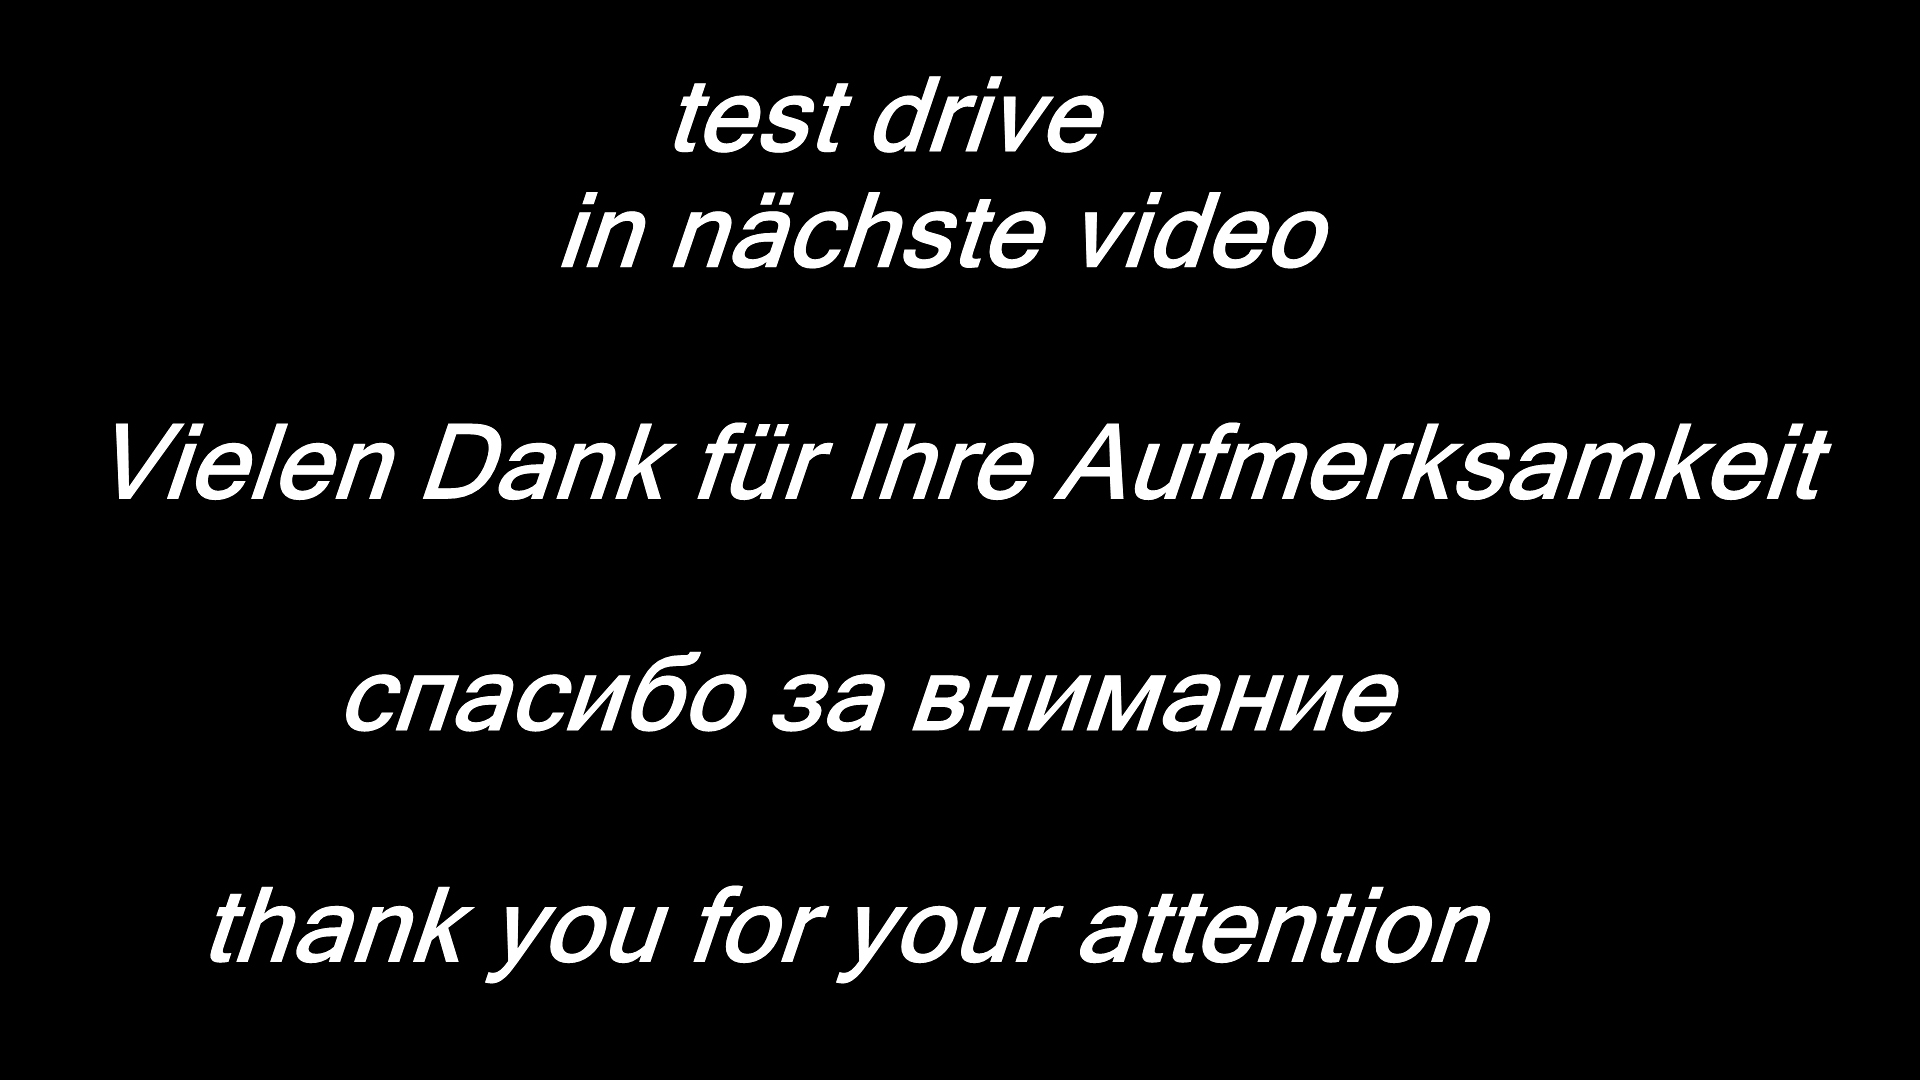 test drive
in nächste video
Vielen Dank für Ihre Aufmerksamkeit
спасибо за внимание
thank you for your attention